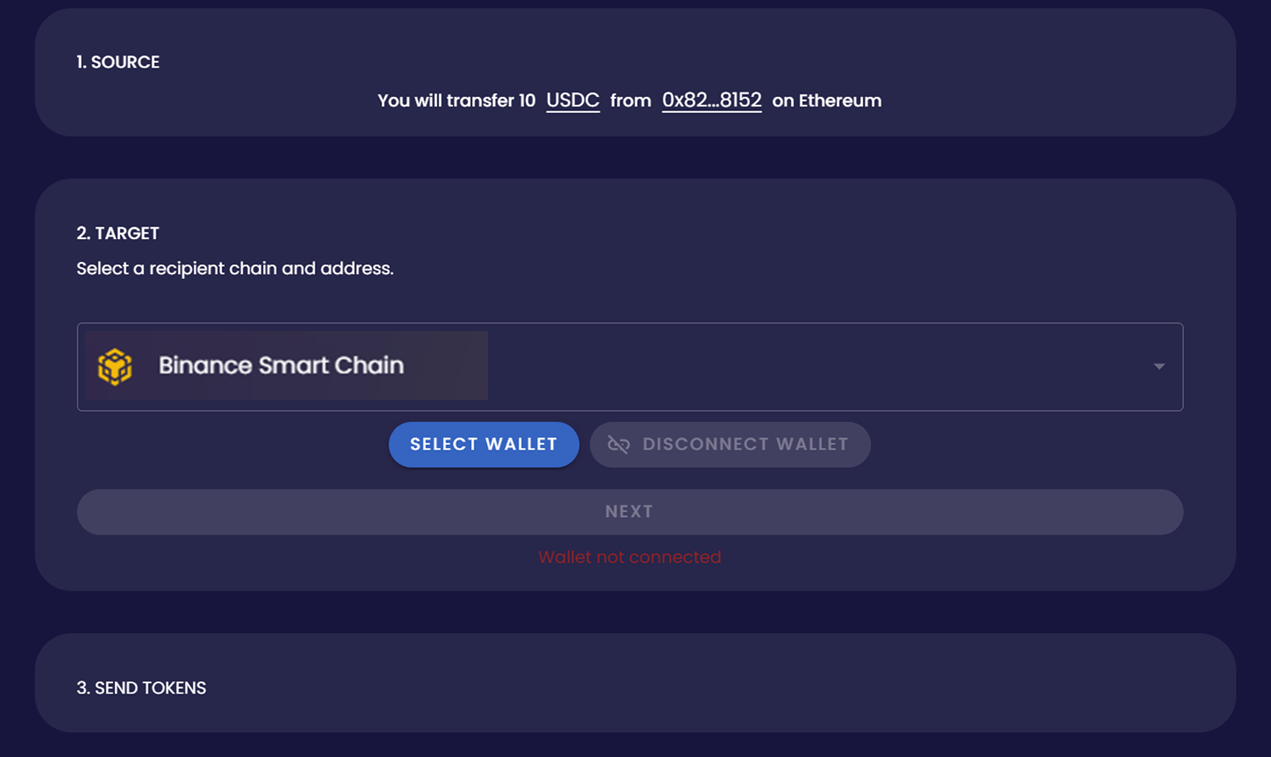 1. SOURCE
You will transfer 10 USDC from 0x82...8152 on Ethereum
2. TARGET
Select a recipient chain and address.
Binance Smart Chain
SELECT WALLET DISCONNECT WALLET
NEXT
Wallet not connected
3. SEND TOKENS